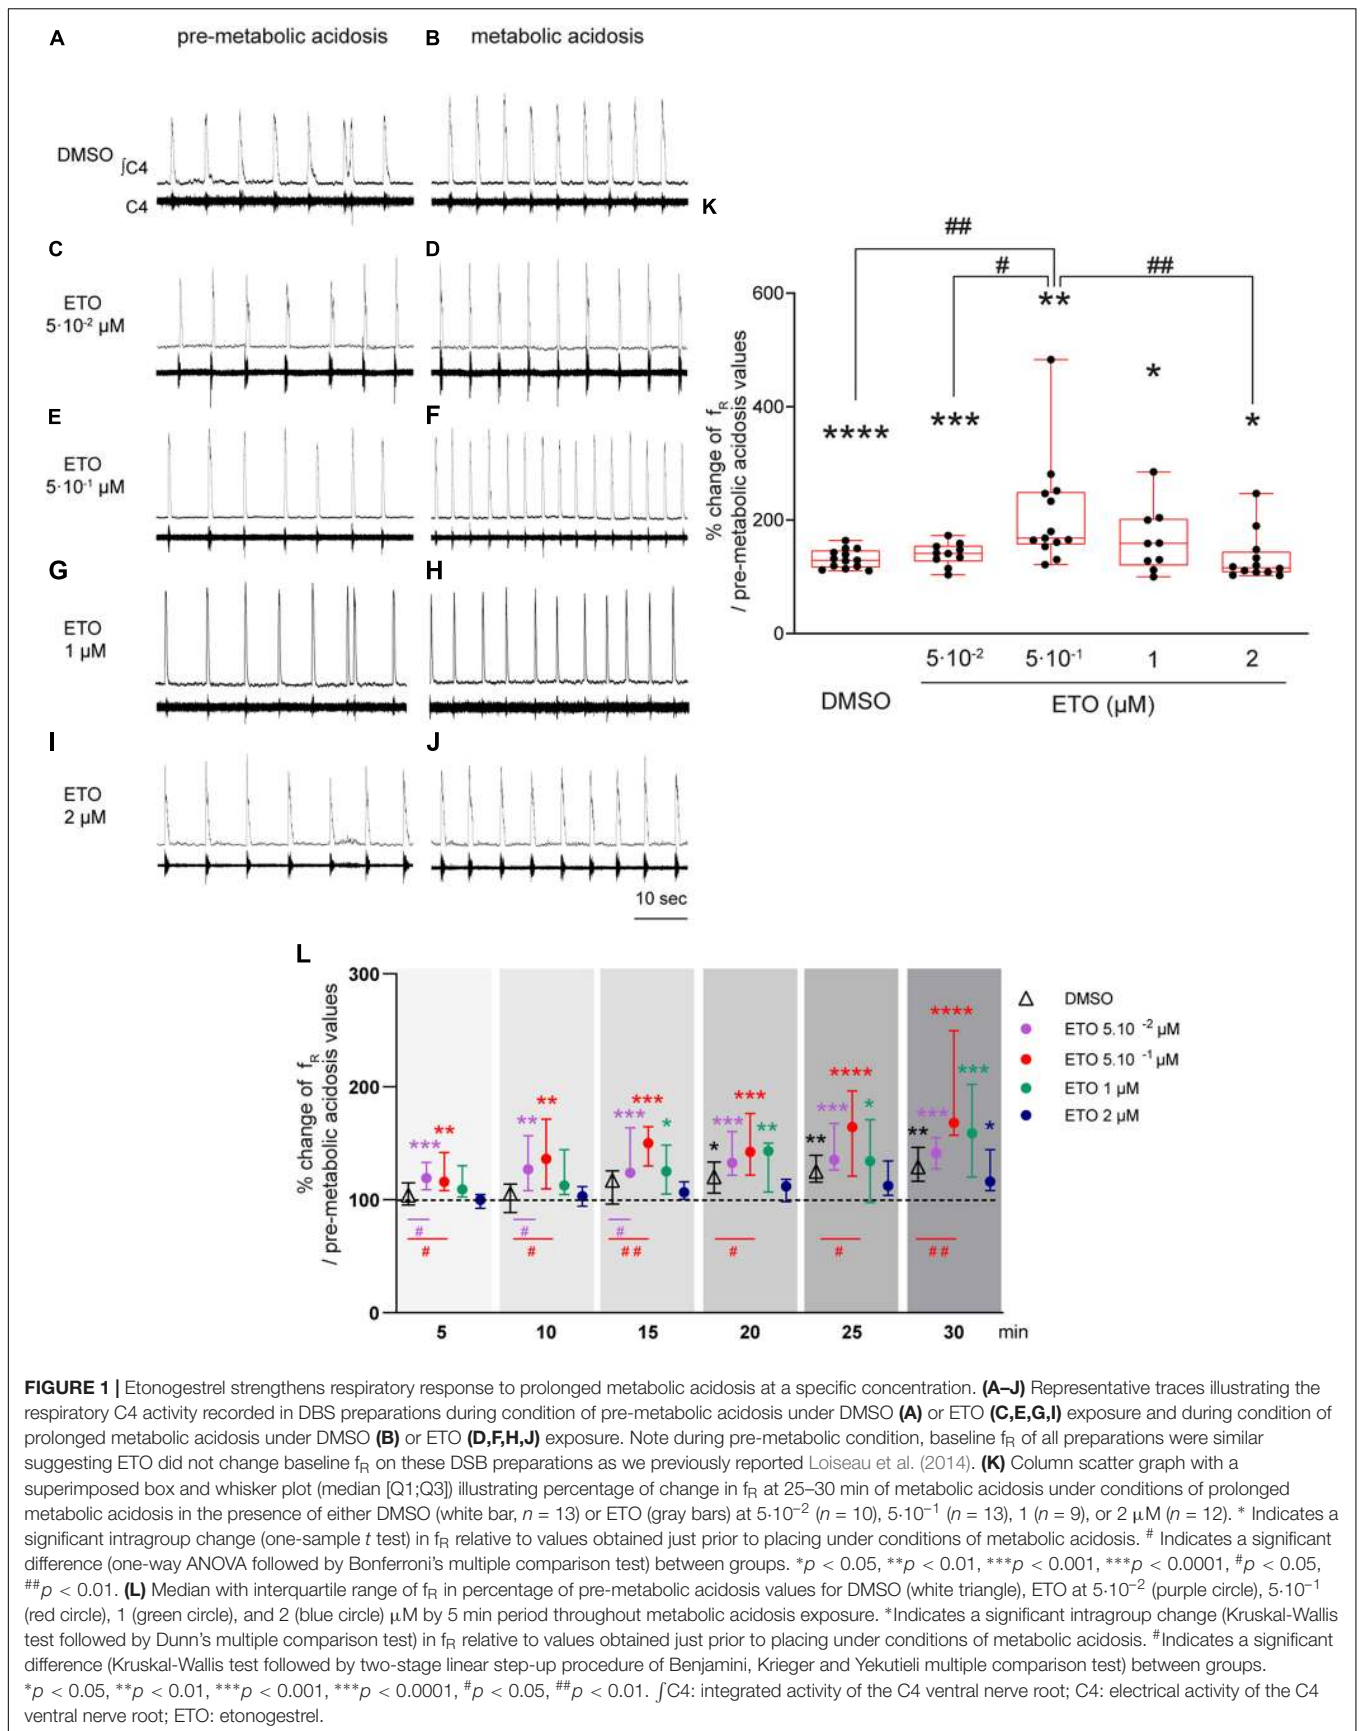 A pre-metabolic acidosis B metabolic acidosis
DMSO ∫C4
C4
C D
ETO
5·10⁻² µM
E F
ETO
5·10⁻¹ µM
G H
ETO
1 µM
I J
ETO
2 µM
10 sec
K
##
# ##
**
*
**** *** *
% change of fR
/ pre-metabolic acidosis values
600
400
200
0
5·10⁻² 5·10⁻¹ 1 2
DMSO ETO (µM)
L
% change of fR
/ pre-metabolic acidosis values
300
200
100
0
*** **
** **
*** *** *
* *** *** **
** *** **** *
** *** **** *** *
# # # 
# # ## # # ##
5 10 15 20 25 30 min
DMSO
ETO 5.10 ⁻² µM
ETO 5.10 ⁻¹ µM
ETO 1 µM
ETO 2 µM
FIGURE 1 | Etonogestrel strengthens respiratory response to prolonged metabolic acidosis at a specific concentration. (A–J) Representative traces illustrating the
respiratory C4 activity recorded in DBS preparations during condition of pre-metabolic acidosis under DMSO (A) or ETO (C,E,G,I) exposure and during condition of
prolonged metabolic acidosis under DMSO (B) or ETO (D,F,H,J) exposure. Note during pre-metabolic condition, baseline fR of all preparations were similar
suggesting ETO did not change baseline fR on these DSB preparations as we previously reported Loiseau et al. (2014). (K) Column scatter graph with a
superimposed box and whisker plot (median [Q1;Q3]) illustrating percentage of change in fR at 25–30 min of metabolic acidosis under conditions of prolonged
metabolic acidosis in the presence of either DMSO (white bar, n = 13) or ETO (gray bars) at 5·10⁻² (n = 10), 5·10⁻¹ (n = 13), 1 (n = 9), or 2 µM (n = 12). * Indicates a
significant intragroup change (one-sample t test) in fR relative to values obtained just prior to placing under conditions of metabolic acidosis. # Indicates a significant
difference (one-way ANOVA followed by Bonferroni's multiple comparison test) between groups. *p < 0.05, **p < 0.01, ***p < 0.001, ***p < 0.0001, #p < 0.05,
##p < 0.01. (L) Median with interquartile range of fR in percentage of pre-metabolic acidosis values for DMSO (white triangle), ETO at 5·10⁻² (purple circle), 5·10⁻¹
(red circle), 1 (green circle), and 2 (blue circle) µM by 5 min period throughout metabolic acidosis exposure. *Indicates a significant intragroup change (Kruskal-Wallis
test followed by Dunn's multiple comparison test) in fR relative to values obtained just prior to placing under conditions of metabolic acidosis. #Indicates a significant
difference (Kruskal-Wallis test followed by two-stage linear step-up procedure of Benjamini, Krieger and Yekutieli multiple comparison test) between groups.
*p < 0.05, **p < 0.01, ***p < 0.001, ***p < 0.0001, #p < 0.05, ##p < 0.01. ∫C4: integrated activity of the C4 ventral nerve root; C4: electrical activity of the C4
ventral nerve root; ETO: etonogestrel.